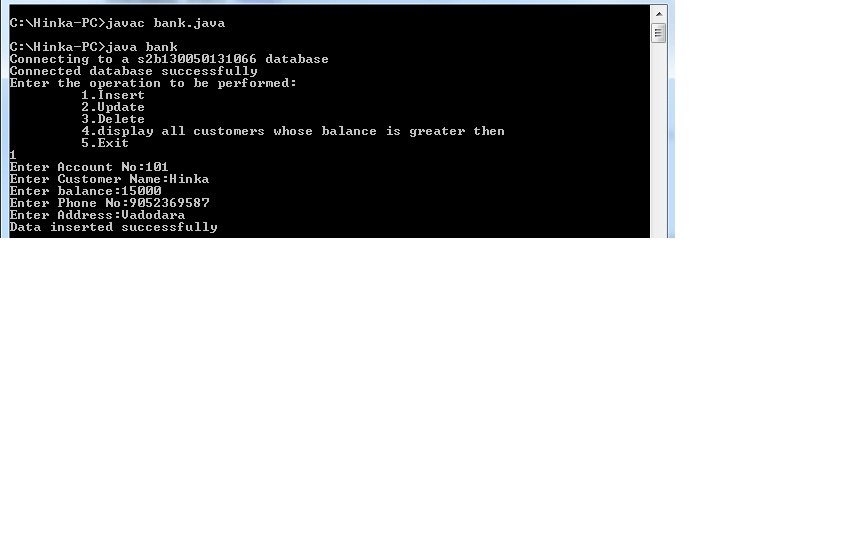 C:\Hinka-PC>javac bank.java
C:\Hinka-PC>java bank
Connecting to a s2b130050131066 database
Connected database successfully
Enter the operation to be performed:
1.Insert
2.Update
3.Delete
4.display all customers whose balance is greater then
5.Exit
1
Enter Account No:101
Enter Customer Name:Hinka
Enter balance:15000
Enter Phone No:9052369587
Enter Address:Vadodara
Data inserted successfully